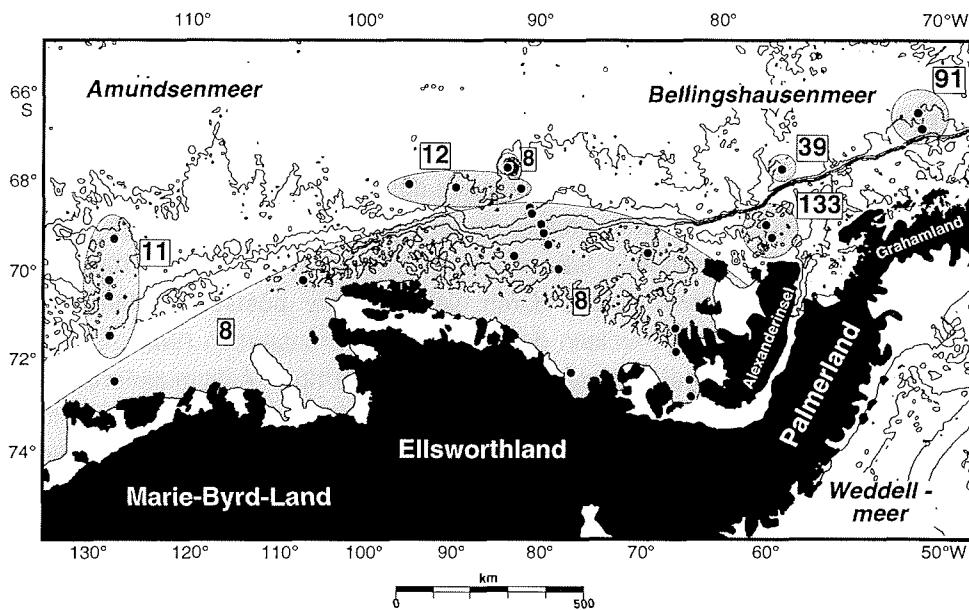 110° 100° 90° 80° 70°W
66°
S
68°
70°
72°
74°
Amundsenmeer
Bellingshausenmeer
91
12
8
39
133
11
8
8
Grahamland
Alexanderinsel
Palmerland
Ellsworthland
Marie-Byrd-Land
Weddell -
meer
130° 120° 110° 100° 90° 80° 70° 60° 50°W
km
0 500